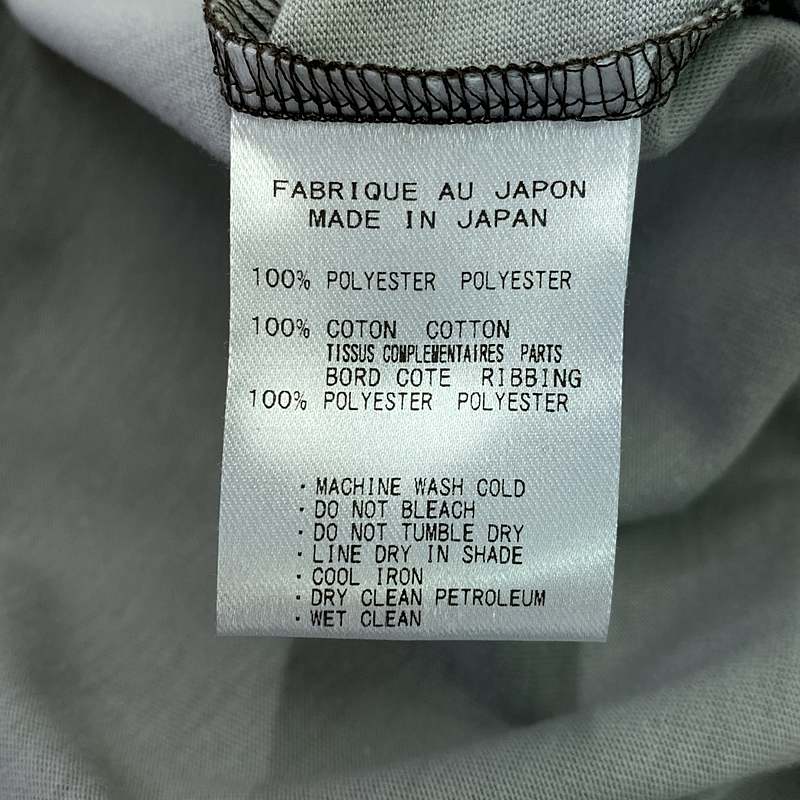 FABRIQUE AU JAPON
MADE IN JAPAN
100% POLYESTER POLYESTER
100% COTON COTTON
TISSUS COMPLEMENTAIRES PARTS
BORD COTE RIBBING
100% POLYESTER POLYESTER
・MACHINE WASH COLD
・DO NOT BLEACH
・DO NOT TUMBLE DRY
・LINE DRY IN SHADE
・COOL IRON
・DRY CLEAN PETROLEUM
・WET CLEAN